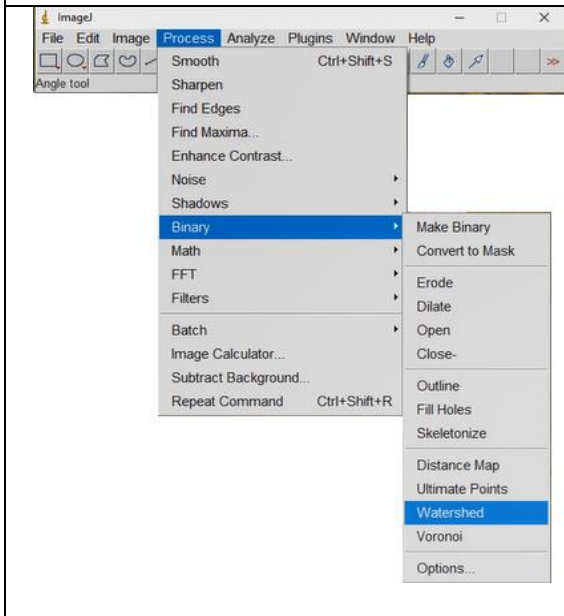 ImageJ
File Edit Image Process Analyze Plugins Window Help
Angle tool
Smooth Ctrl+Shift+S
Sharpen
Find Edges
Find Maxima...
Enhance Contrast...
Noise
Shadows
Binary
Math
FFT
Filters
Batch
Image Calculator...
Subtract Background...
Repeat Command Ctrl+Shift+R
Make Binary
Convert to Mask
Erode
Dilate
Open
Close-
Outline
Fill Holes
Skeletonize
Distance Map
Ultimate Points
Watershed
Voronoi
Options...